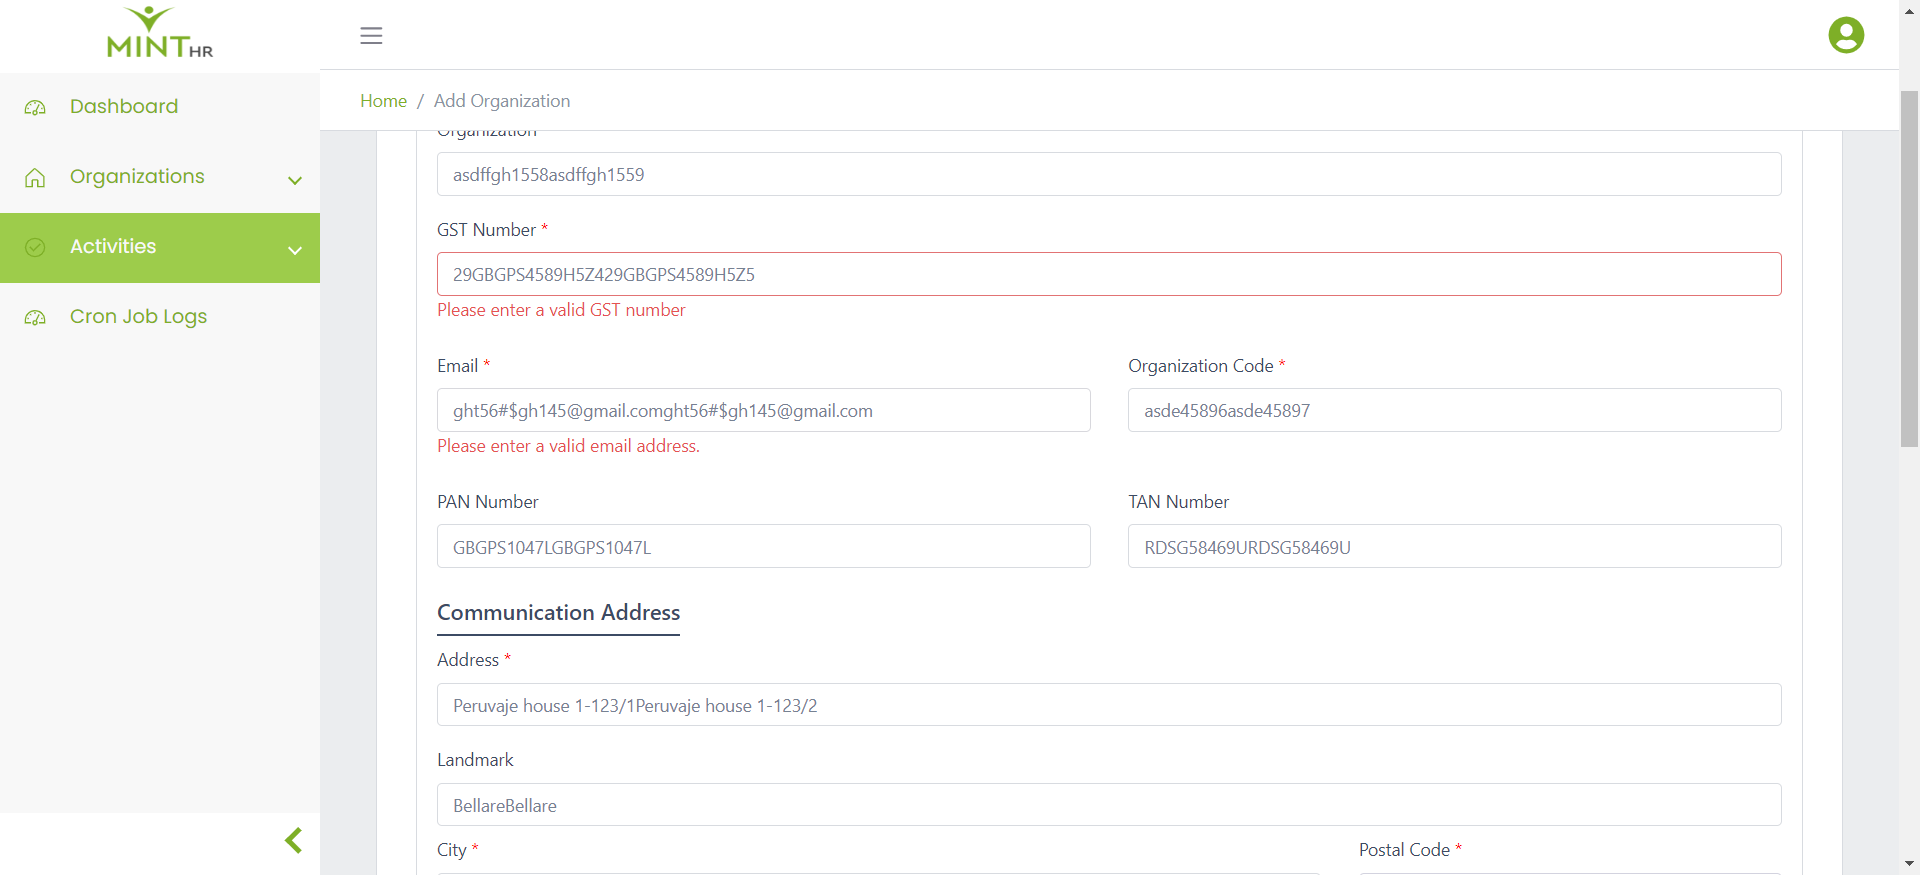 MINT HR
Dashboard
Organizations
Activities
Cron Job Logs
Home / Add Organization
Organization
asdffgh1558asdffgh1559
GST Number *
29GBGPS4589H5Z429GBGPS4589H5Z5
Please enter a valid GST number
Email *
Organization Code *
ght56#$gh145@gmail.comght56#$gh145@gmail.com
asde45896asde45897
Please enter a valid email address.
PAN Number
TAN Number
GBGPS1047LGBGPS1047L
RDSG58469URDSG58469U
Communication Address
Address *
Peruvaje house 1-123/1Peruvaje house 1-123/2
Landmark
BellareBellare
City *
Postal Code *